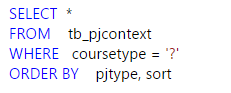 SELECT *
FROM tb_pjcontext
WHERE coursetype = '?'
ORDER BY pjtype, sort